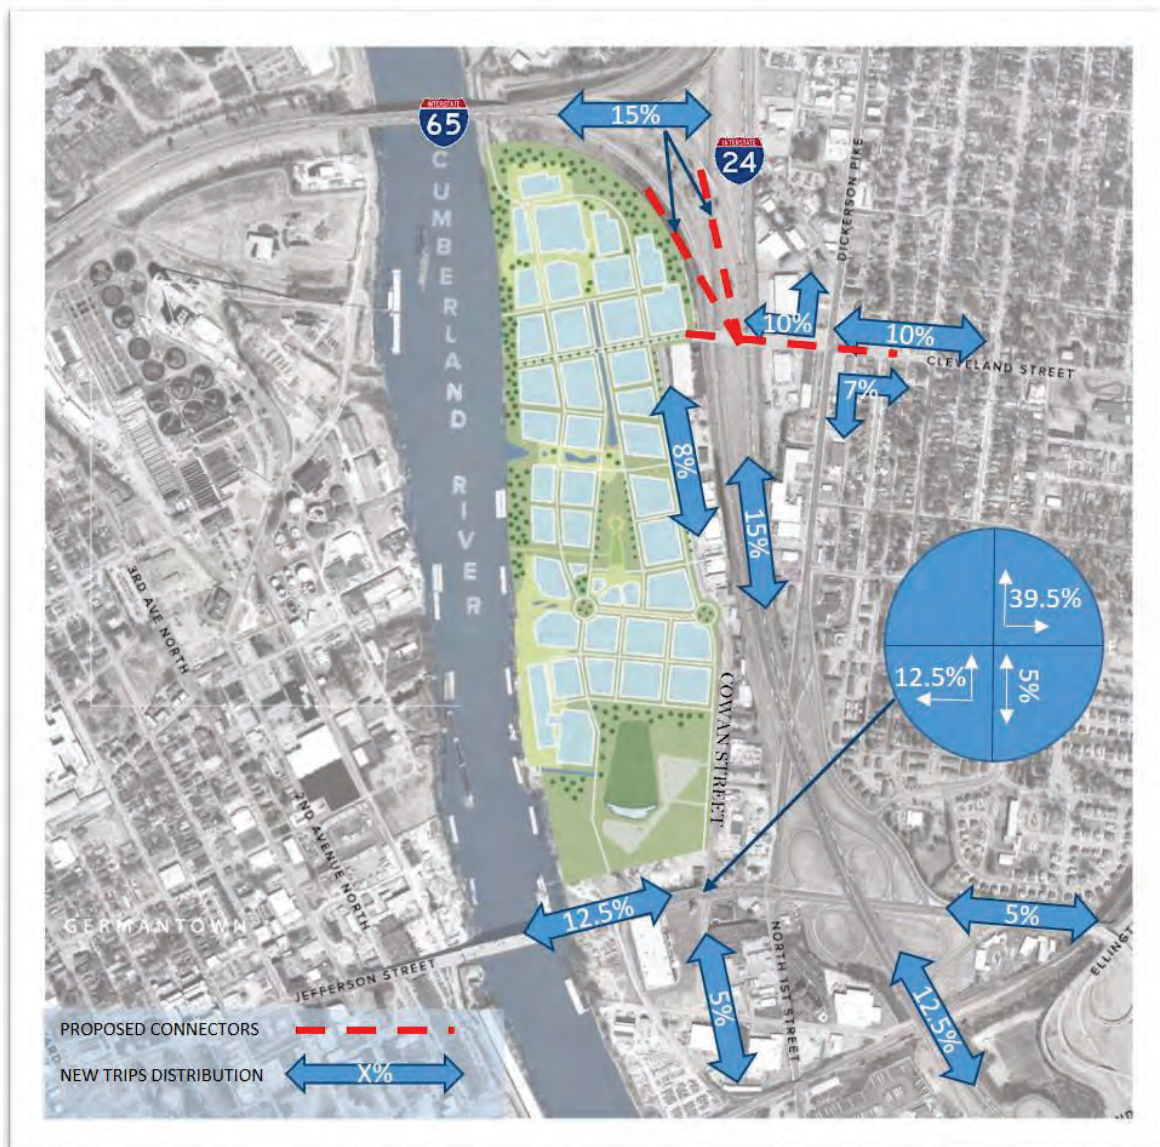 INTERSTATE
65
15%
INTERSTATE
24
CUMBERLAND RIVER
DICKERSON PIKE
10%
10%
CLEVELAND STREET
7%
8%
15%
39.5%
12.5%
5%
3RD AVE NORTH
COWAN STREET
2ND AVENUE NORTH
12.5%
5%
GERMANTOWN
JEFFERSON STREET
5%
NORTH 1ST STREET
12.5%
ELLINGT
PROPOSED CONNECTORS
NEW TRIPS DISTRIBUTION
X%